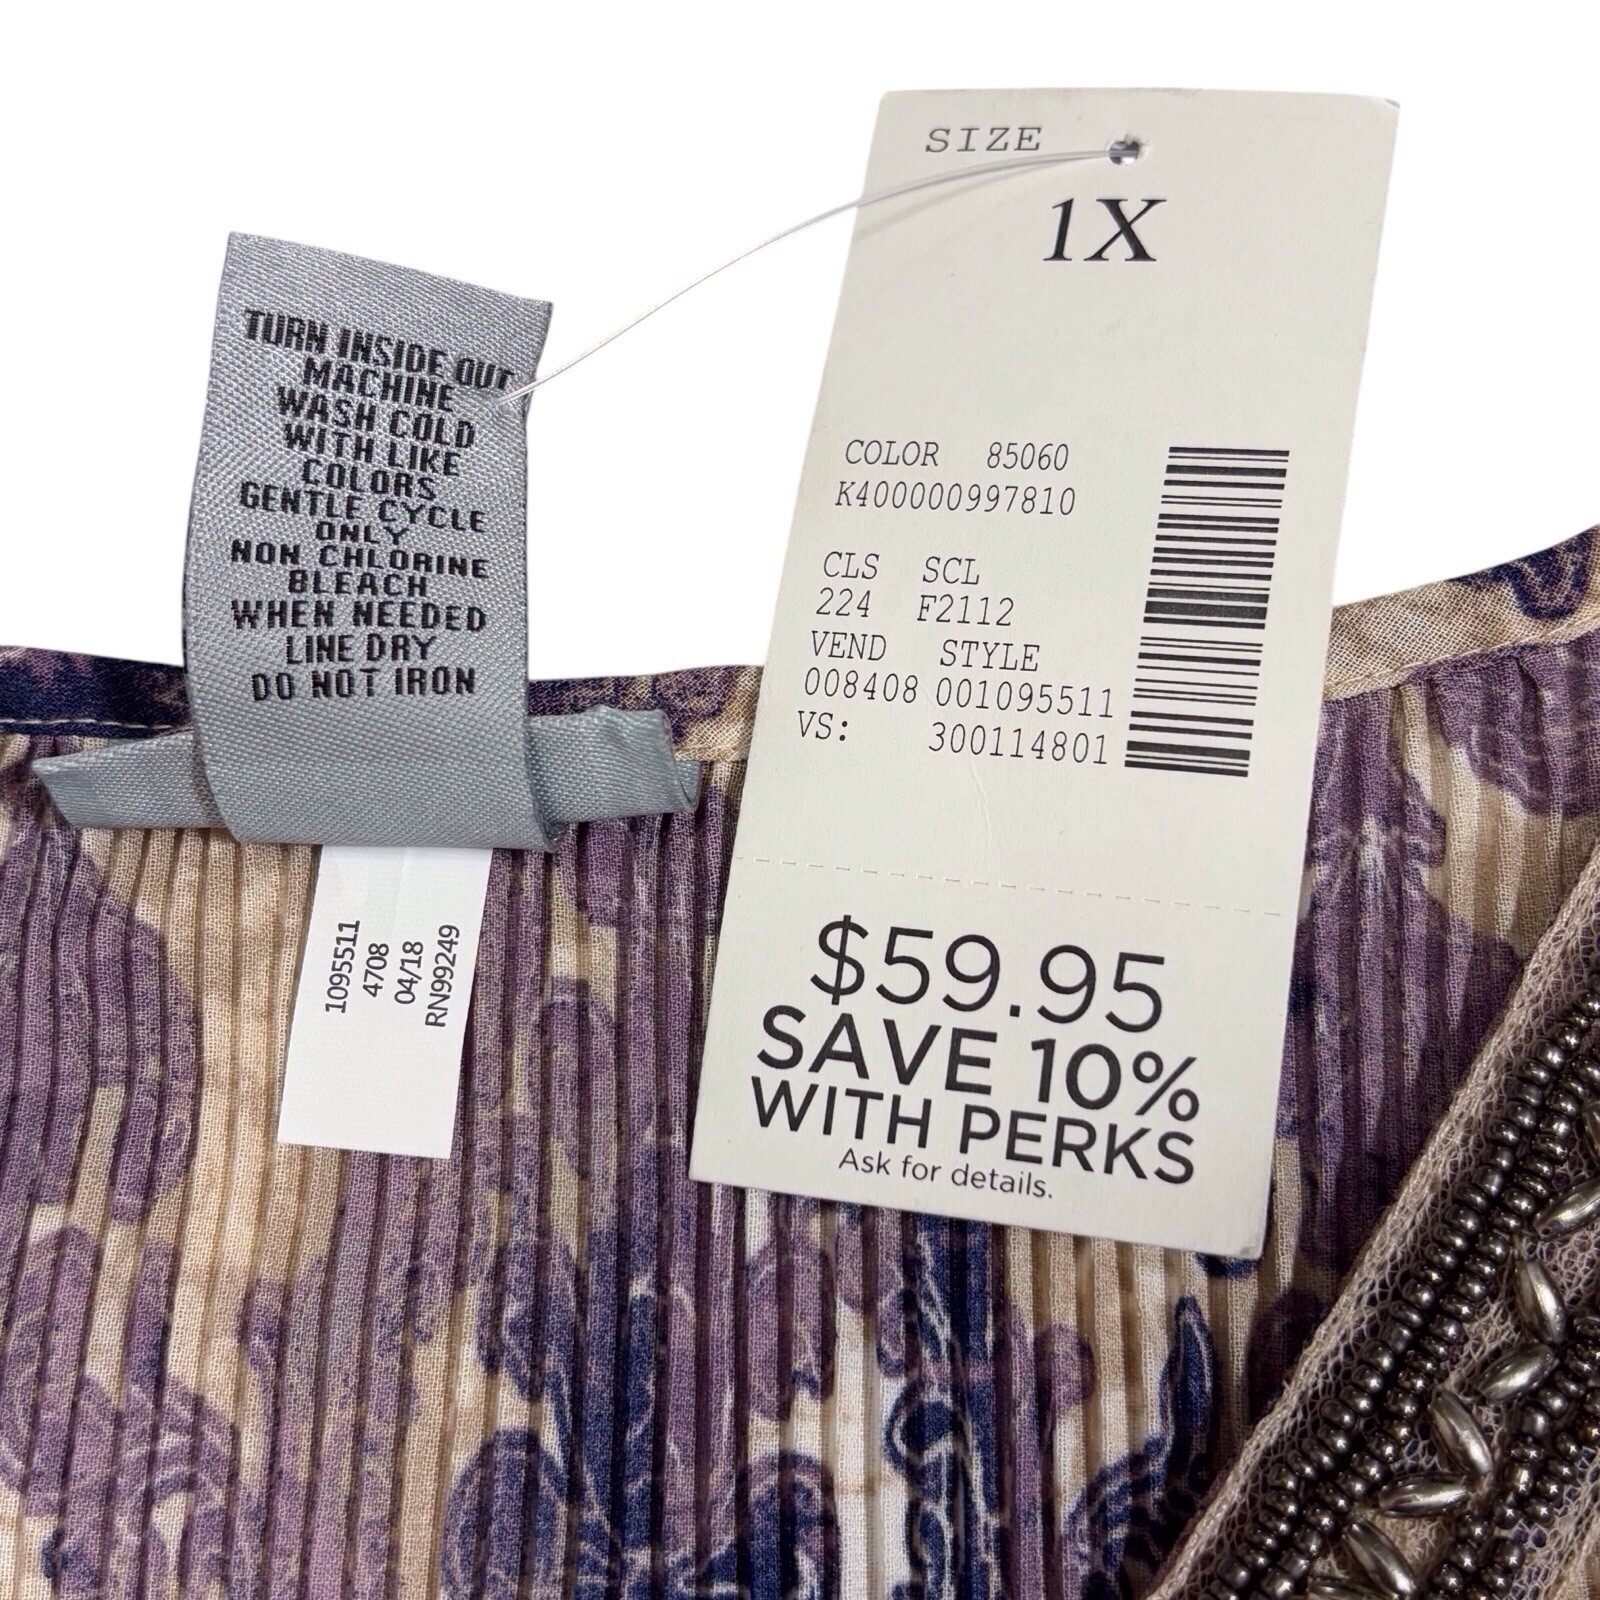 TURN INSIDE OUT
MACHINE
WASH COLD
WITH LIKE
COLORS
GENTLE CYCLE
ONLY
NON CHLORINE
BLEACH
WHEN NEEDED
LINE DRY
DO NOT IRON
1095511
4708
04/18
RN99249
SIZE
1X
COLOR 85060
K400000997810
CLS SCL
224 F2112
VEND STYLE
008408 001095511
VS: 300114801
$59.95
SAVE 10%
WITH PERKS
Ask for details.